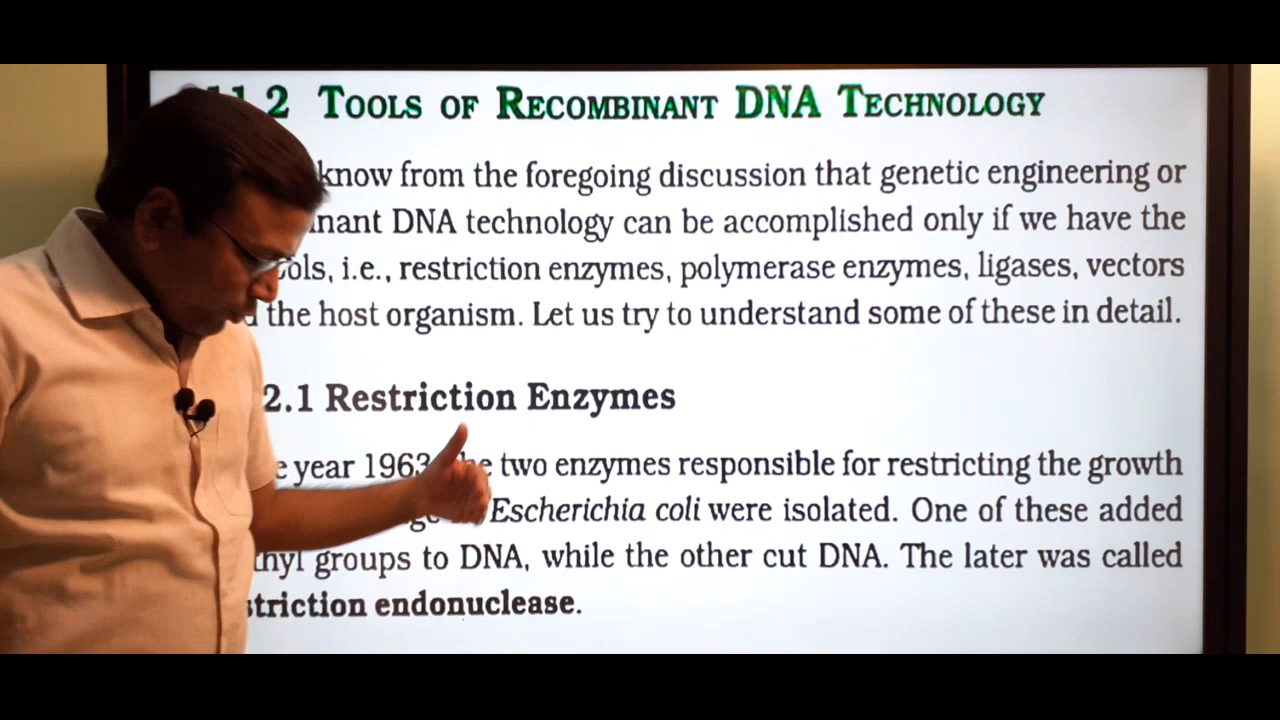 11.2 TOOLS OF RECOMBINANT DNA TECHNOLOGY
know from the foregoing discussion that genetic engineering or
nant DNA technology can be accomplished only if we have the
ols, i.e., restriction enzymes, polymerase enzymes, ligases, vectors
the host organism. Let us try to understand some of these in detail.
2.1 Restriction Enzymes
year 1963 two enzymes responsible for restricting the growth
Escherichia coli were isolated. One of these added
thyl groups to DNA, while the other cut DNA. The later was called
striction endonuclease.